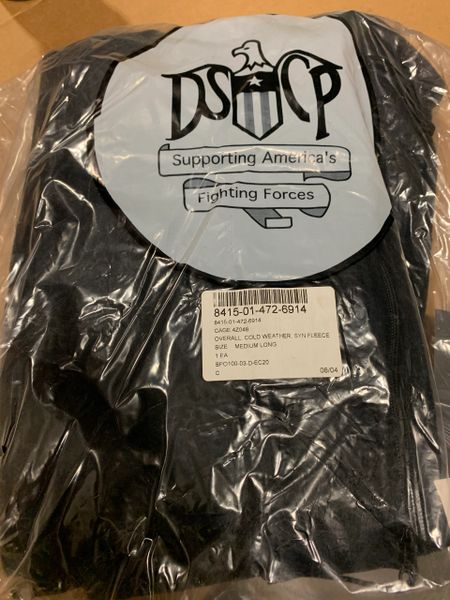 DSCP
Supporting America's
Fighting Forces
8415-01-472-6914
8415-01-472-6914
CAGE 4Z048
OVERALL, COLD WEATHER, SYN FLEECE
SIZE: MEDIUM LONG
1 EA
SPO100-03-D-EC20
C 08/04